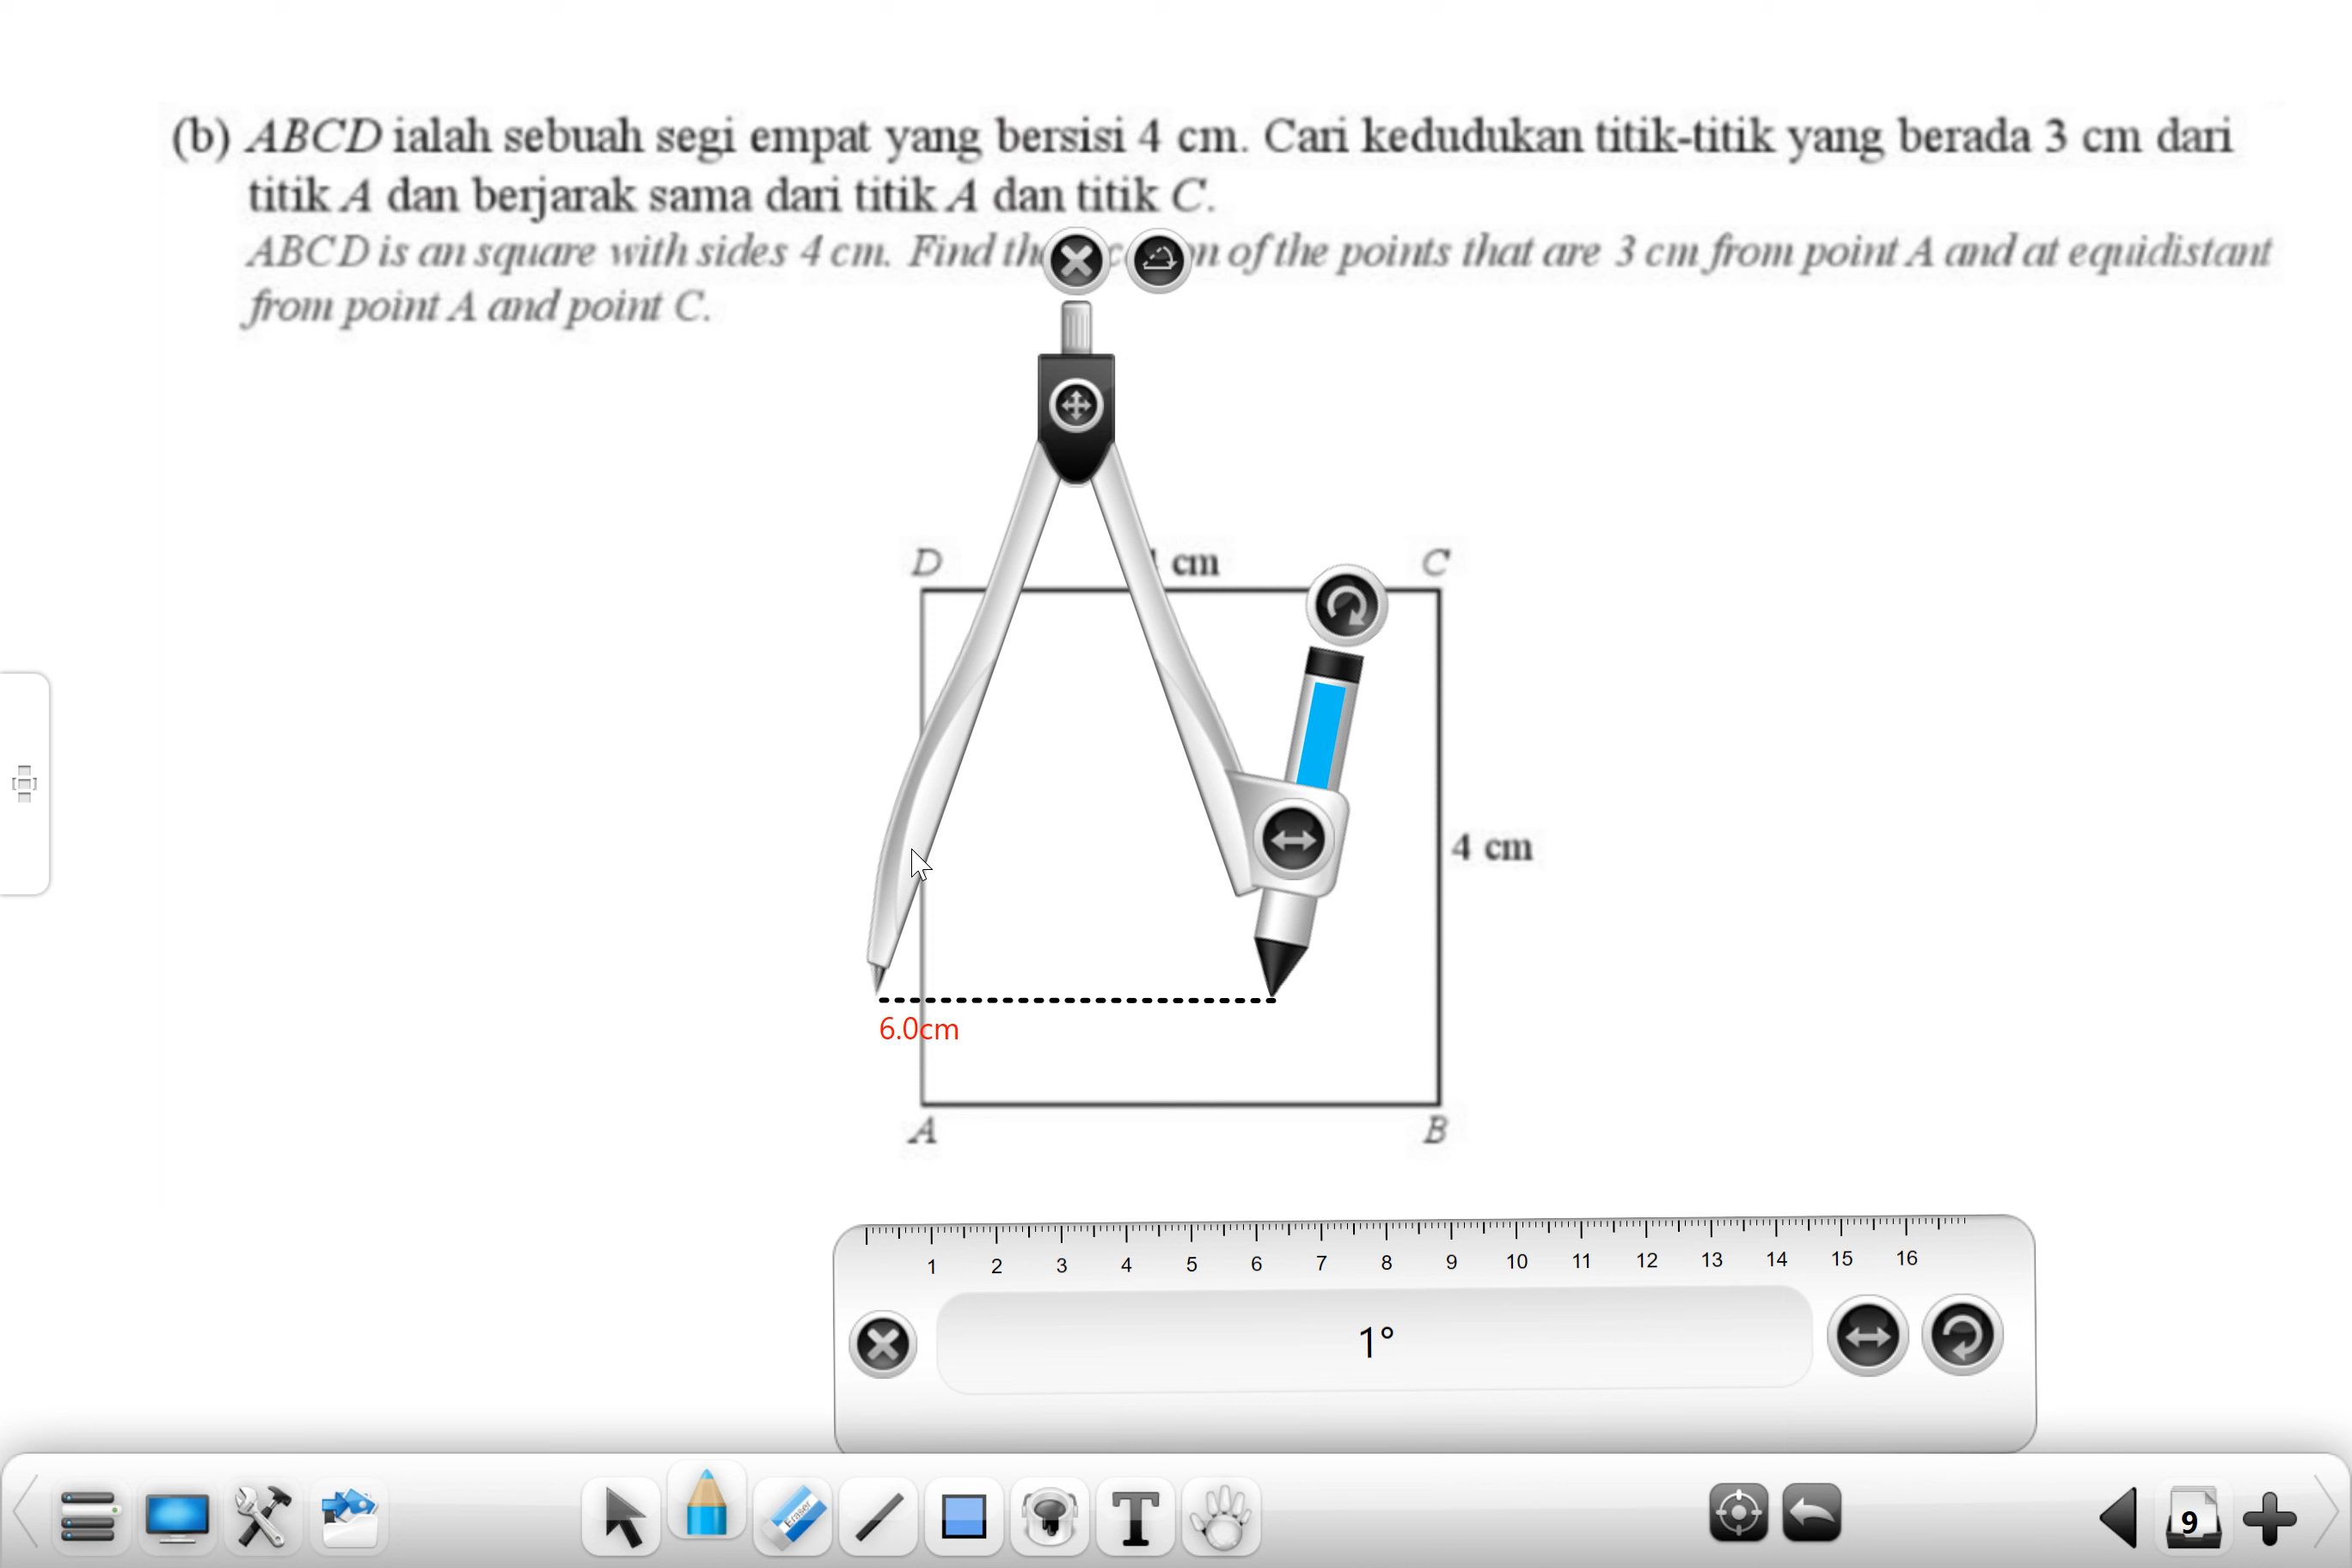 (b) ABCD ialah sebuah segi empat yang bersisi 4 cm. Cari kedudukan titik-titik yang berada 3 cm dari
titik A dan berjarak sama dari titik A dan titik C.
ABCD is an square with sides 4 cm. Find of the points that are 3 cm from point A and at equidistant
from point A and point C.
D cm C
4 cm
6.0cm
A B
1 2 3 4 5 6 7 8 9 10 11 12 13 14 15 16
1°
Eraser
T
9